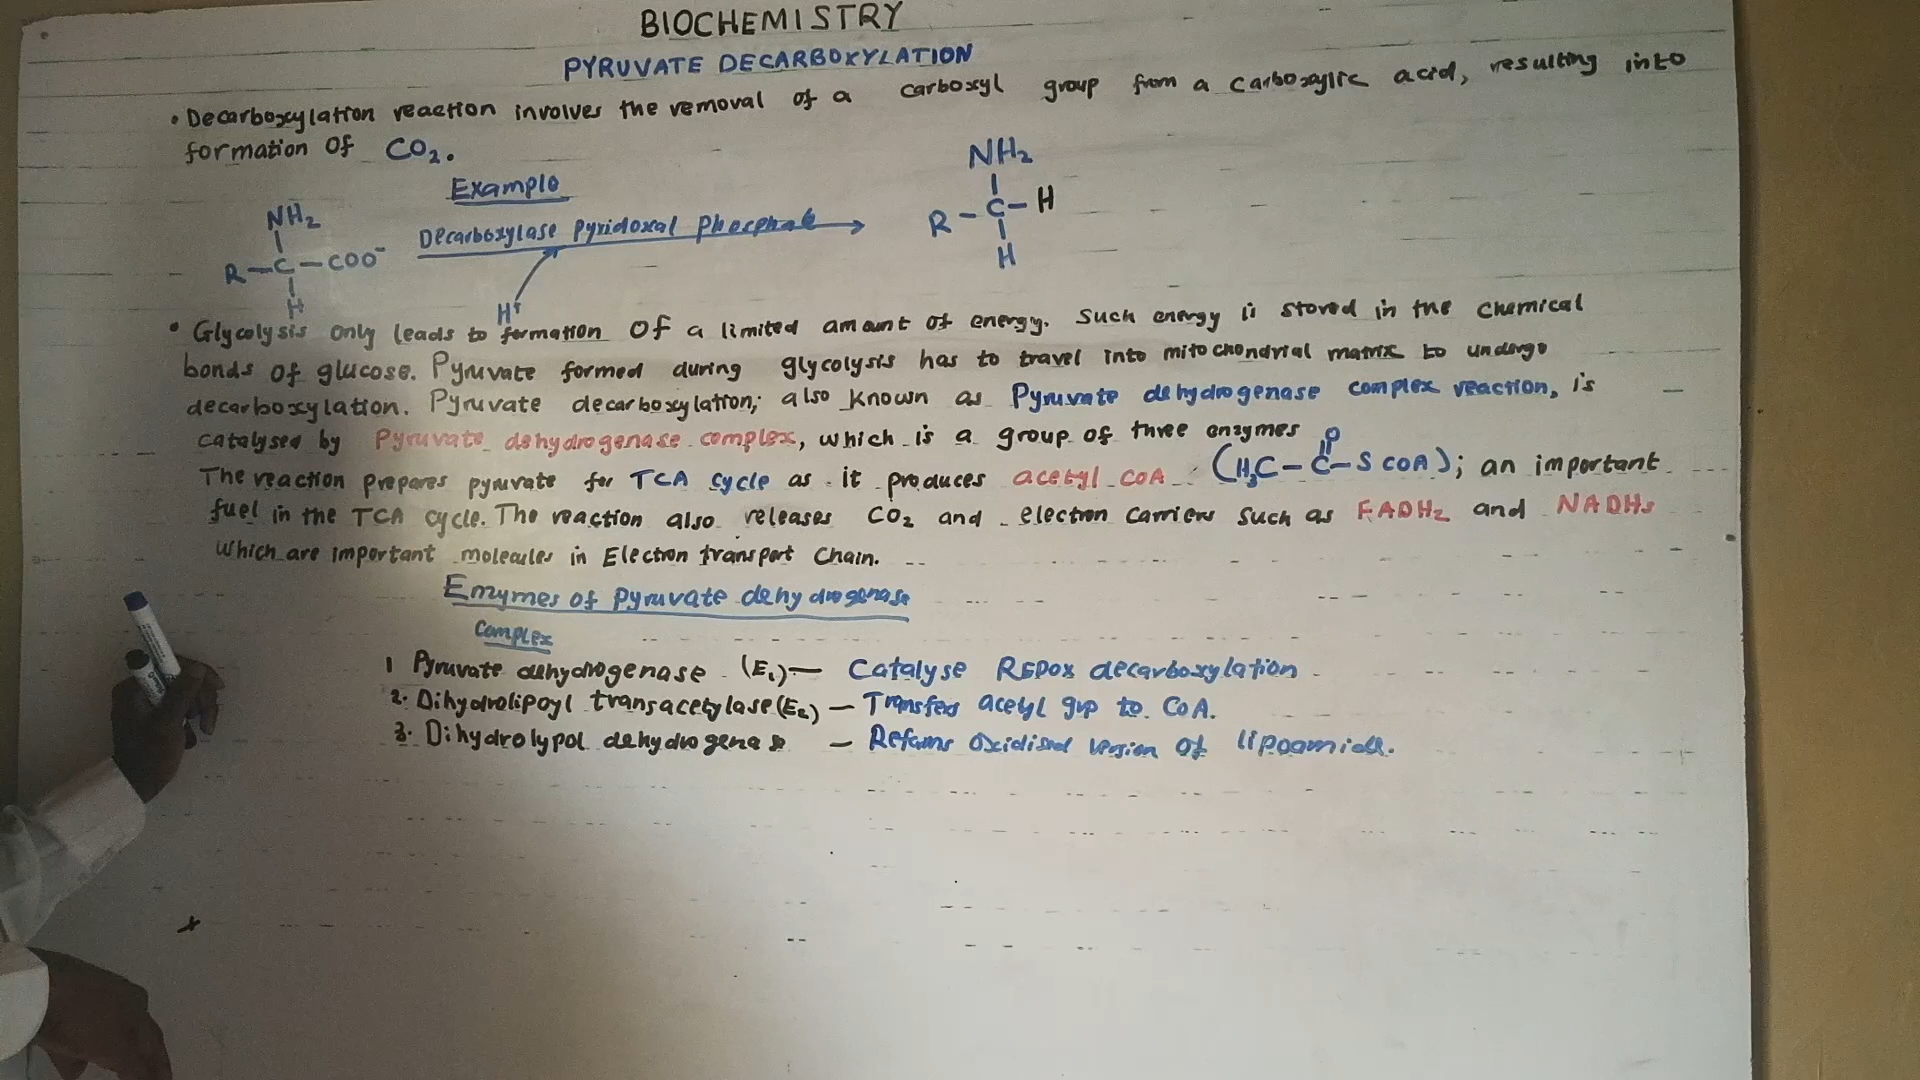 BIOCHEMISTRY
PYRUVATE DECARBOXYLATION
• Decarboxylation reaction involves the removal of a carboxyl group from a carboxylic acid, resulting into
formation of CO₂.
Example
NH₂
R–C–COO⁻
H
Decarboxylase Pyridoxal Phosphate
H⁺
NH₂
R–C–H
H
• Glycolysis only leads to formation of a limited amount of energy. Such energy is stored in the chemical
bonds of glucose. Pyruvate formed during glycolysis has to travel into mitochondrial matrix to undergo
decarboxylation. Pyruvate decarboxylation; also known as Pyruvate dehydrogenase complex reaction, is
catalysed by Pyruvate dehydrogenase complex, which is a group of three enzymes
The reaction prepares pyruvate for TCA cycle as it produces acetyl COA (H₃C–C–S COA); an important
O
fuel in the TCA cycle. The reaction also releases CO₂ and electron carriers such as FADH₂ and NADHs
Which are important molecules in Electron transport Chain.
Enzymes of pyruvate dehydrogenase
Complex
1 Pyruvate dehydrogenase (E₁) — Catalyse REDOX decarboxylation
2. Dihydrolipoyl transacetylase (E₂) — Transfers acetyl grp to CoA.
3. Dihydrolypol dehydrogenase — Reforms Oxidised version of lipoamide.